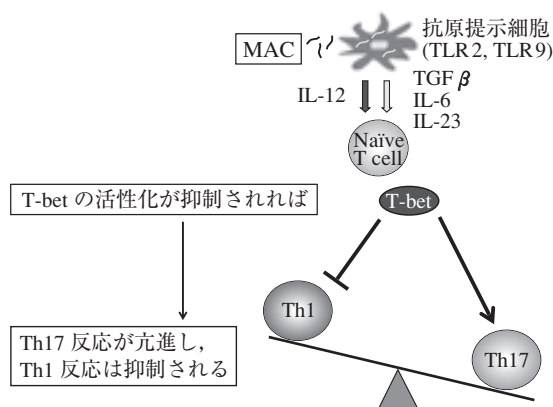 MAC
抗原提示細胞
(TLR 2, TLR 9)
IL-12
TGF β
IL-6
IL-23
Naïve
T cell
T-bet の活性化が抑制されれば
T-bet
Th1
Th17 反応が亢進し,
Th1 反応は抑制される
Th17